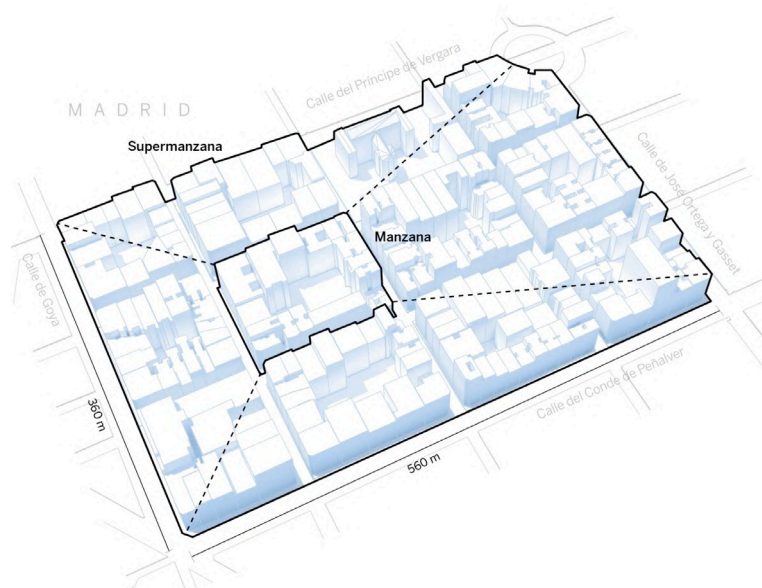 Calle del Príncipe de Vergara
MADRID
Supermanzana
Calle de José Ortega y Gasset
Manzana
Calle de Goya
Calle del Conde de Peñalver
360 m
560 m